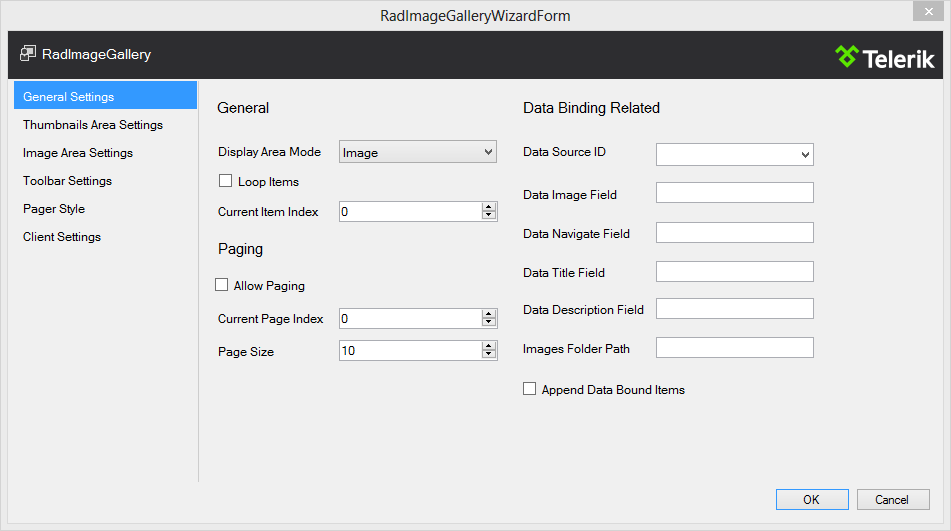 RadImageGalleryWizardForm
RadImageGallery
Telerik
General Settings
Thumbnails Area Settings
Image Area Settings
Toolbar Settings
Pager Style
Client Settings
General
Display Area Mode Image
Loop Items
Current Item Index 0
Paging
Allow Paging
Current Page Index 0
Page Size 10
Data Binding Related
Data Source ID
Data Image Field
Data Navigate Field
Data Title Field
Data Description Field
Images Folder Path
Append Data Bound Items
OK Cancel